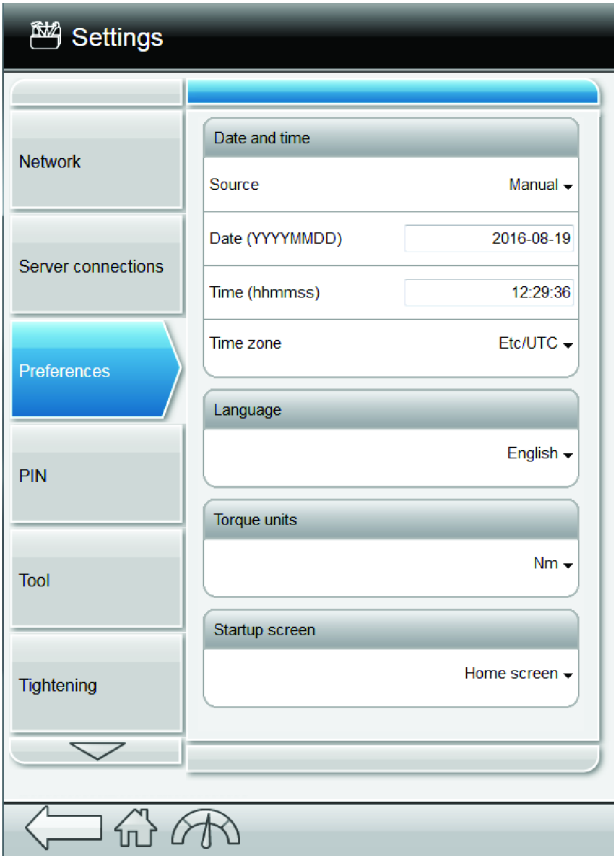 Settings
Network
Server connections
Preferences
PIN
Tool
Tightening
Date and time
Source Manual
Date (YYYYMMDD) 2016-08-19
Time (hhmmss) 12:29:36
Time zone Etc/UTC
Language
English
Torque units
Nm
Startup screen
Home screen